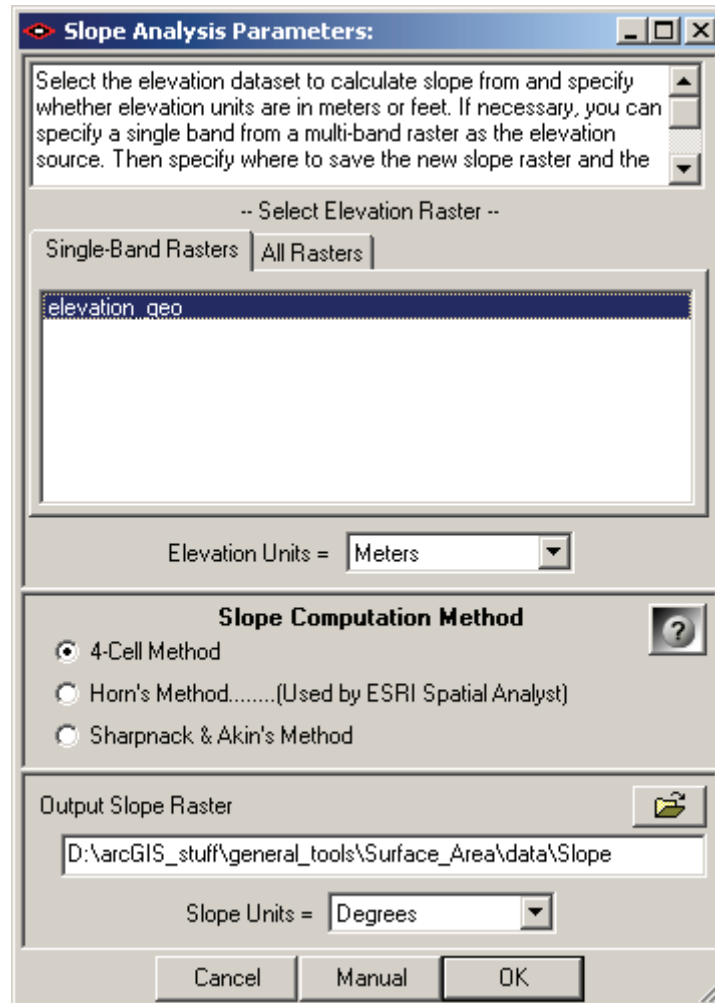 Slope Analysis Parameters:
Select the elevation dataset to calculate slope from and specify
whether elevation units are in meters or feet. If necessary, you can
specify a single band from a multi-band raster as the elevation
source. Then specify where to save the new slope raster and the
-- Select Elevation Raster --
Single-Band Rasters All Rasters
elevation_geo
Elevation Units = Meters
Slope Computation Method
?
4-Cell Method
Horn's Method........(Used by ESRI Spatial Analyst)
Sharpnack & Akin's Method
Output Slope Raster
D:\arcGIS_stuff\general_tools\Surface_Area\data\Slope
Slope Units = Degrees
Cancel Manual OK